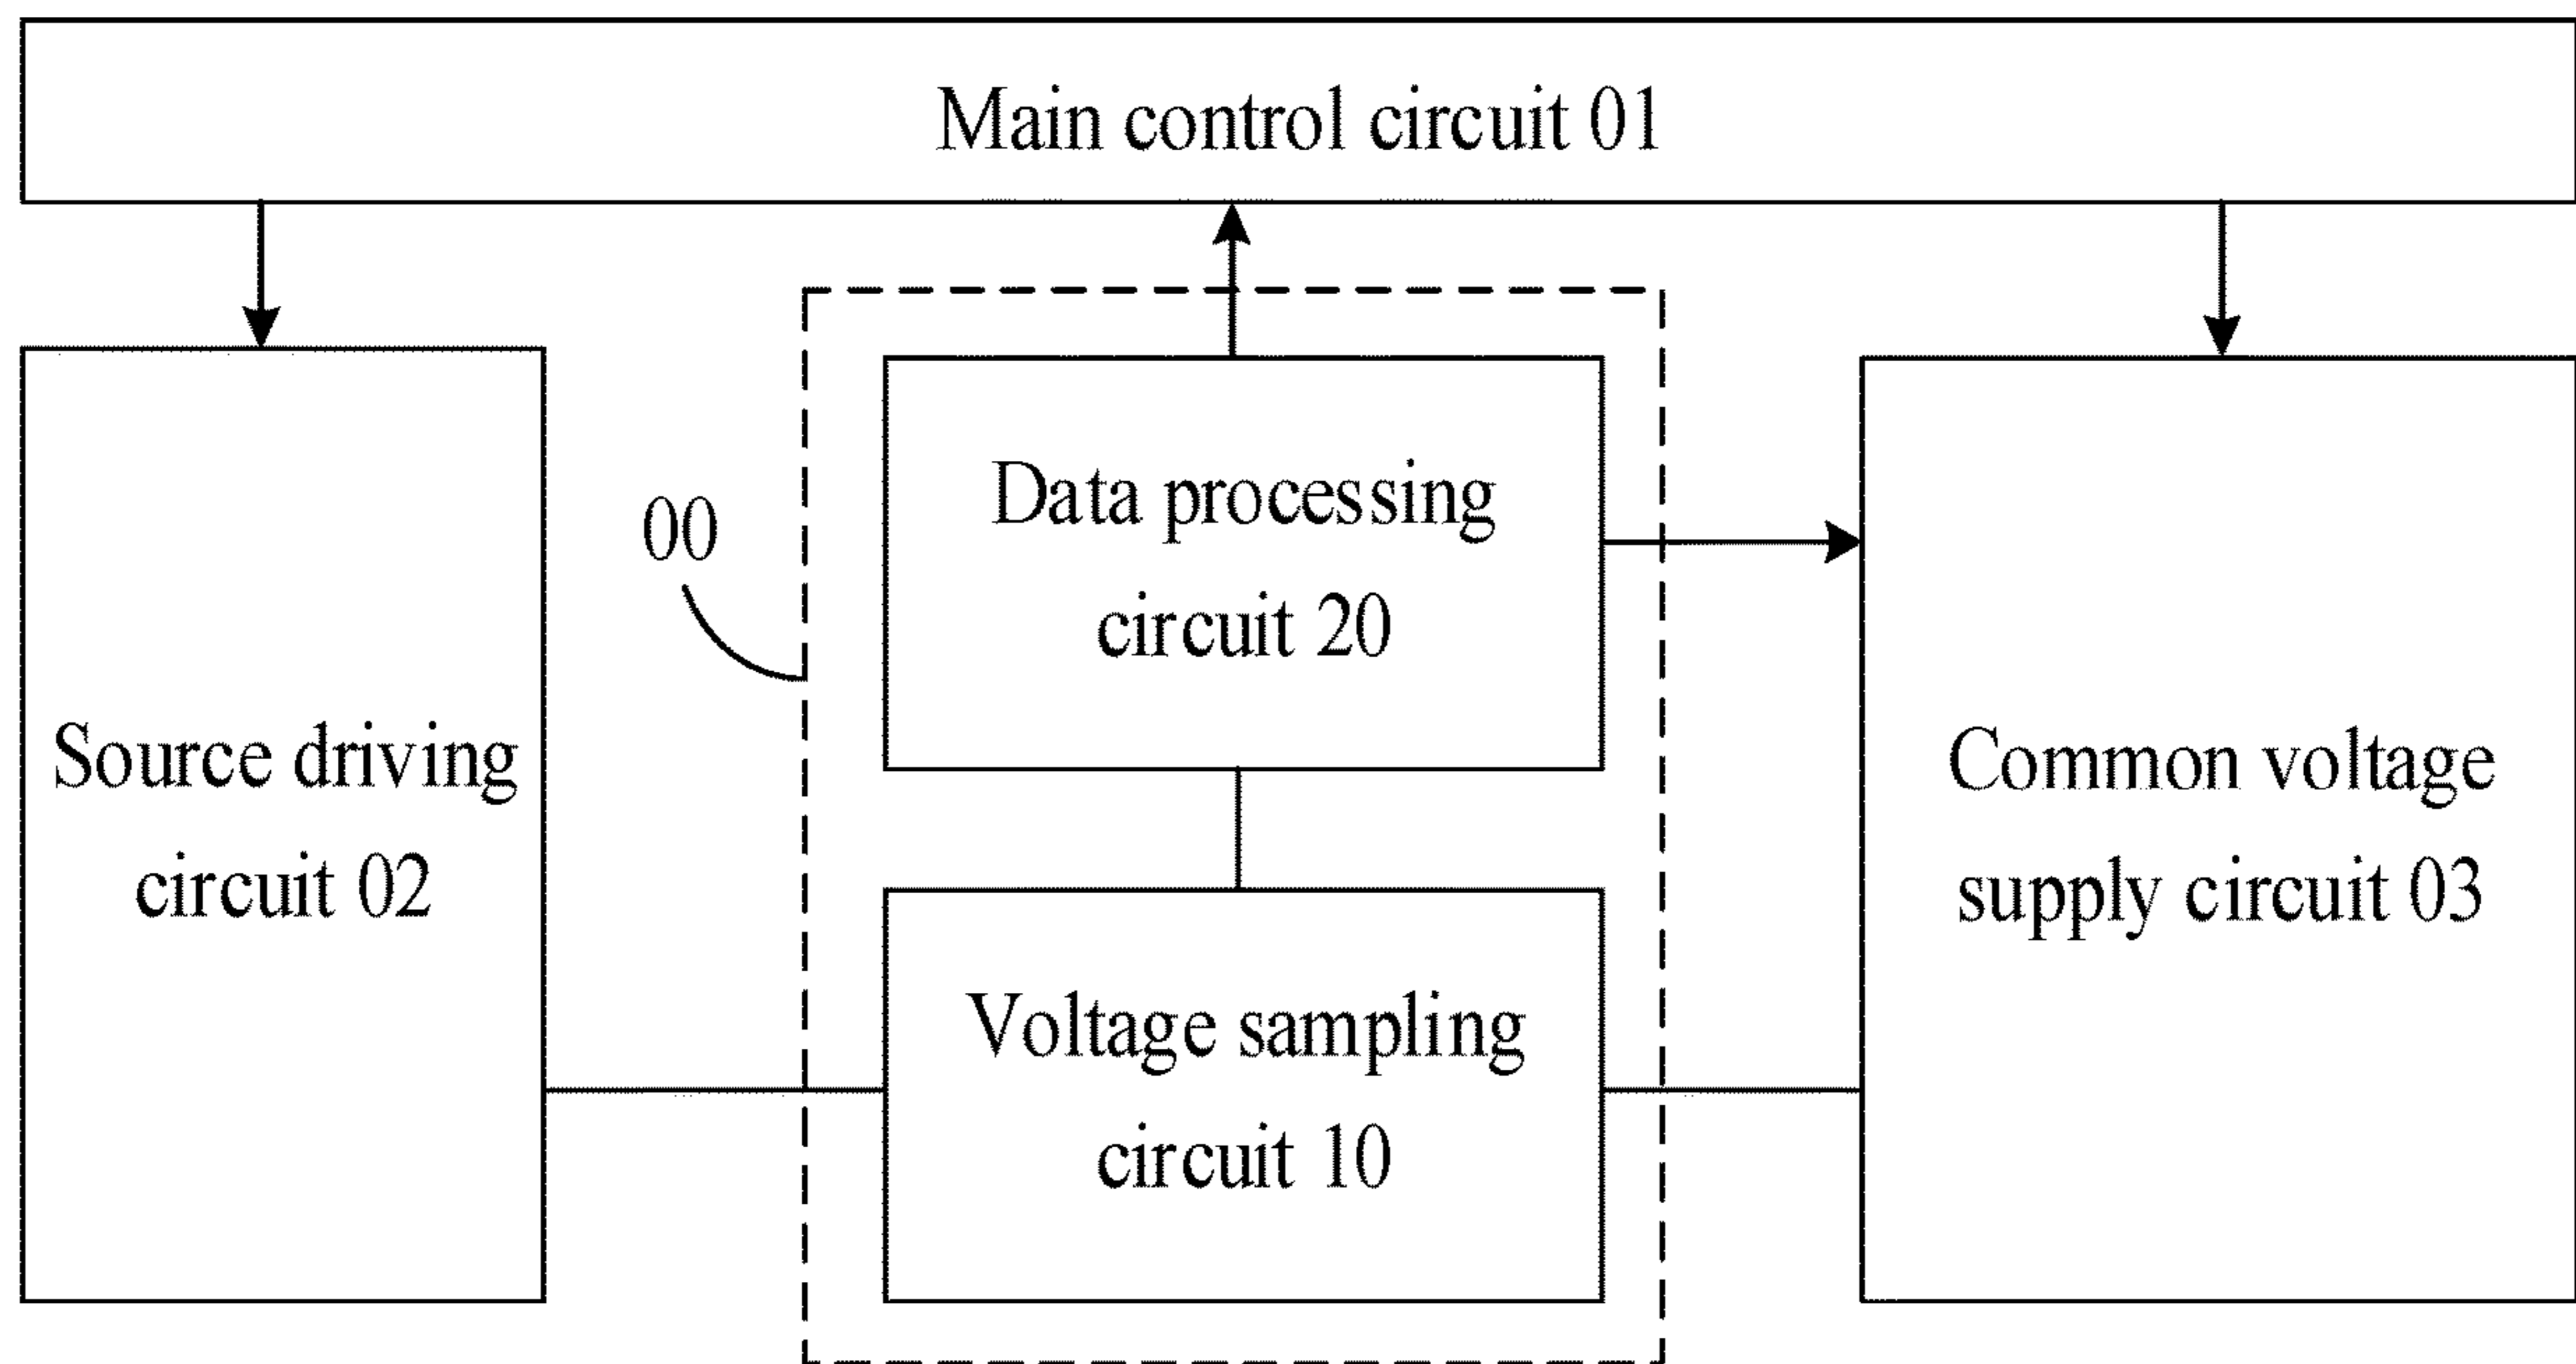 Main control circuit 01
00
Data processing
circuit 20
Source driving
circuit 02
Common voltage
supply circuit 03
Voltage sampling
circuit 10